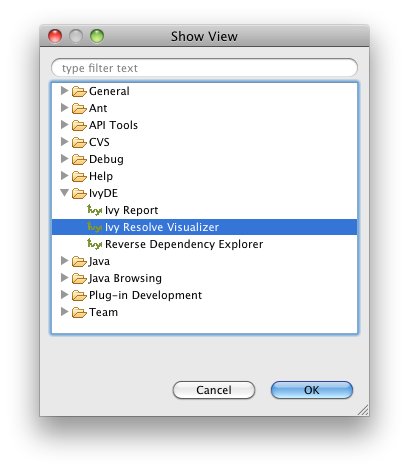 Show View
type filter text
General
Ant
API Tools
CVS
Debug
Help
IvyDE
Ivy Report
Ivy Resolve Visualizer
Reverse Dependency Explorer
Java
Java Browsing
Plug-in Development
Team
Cancel OK